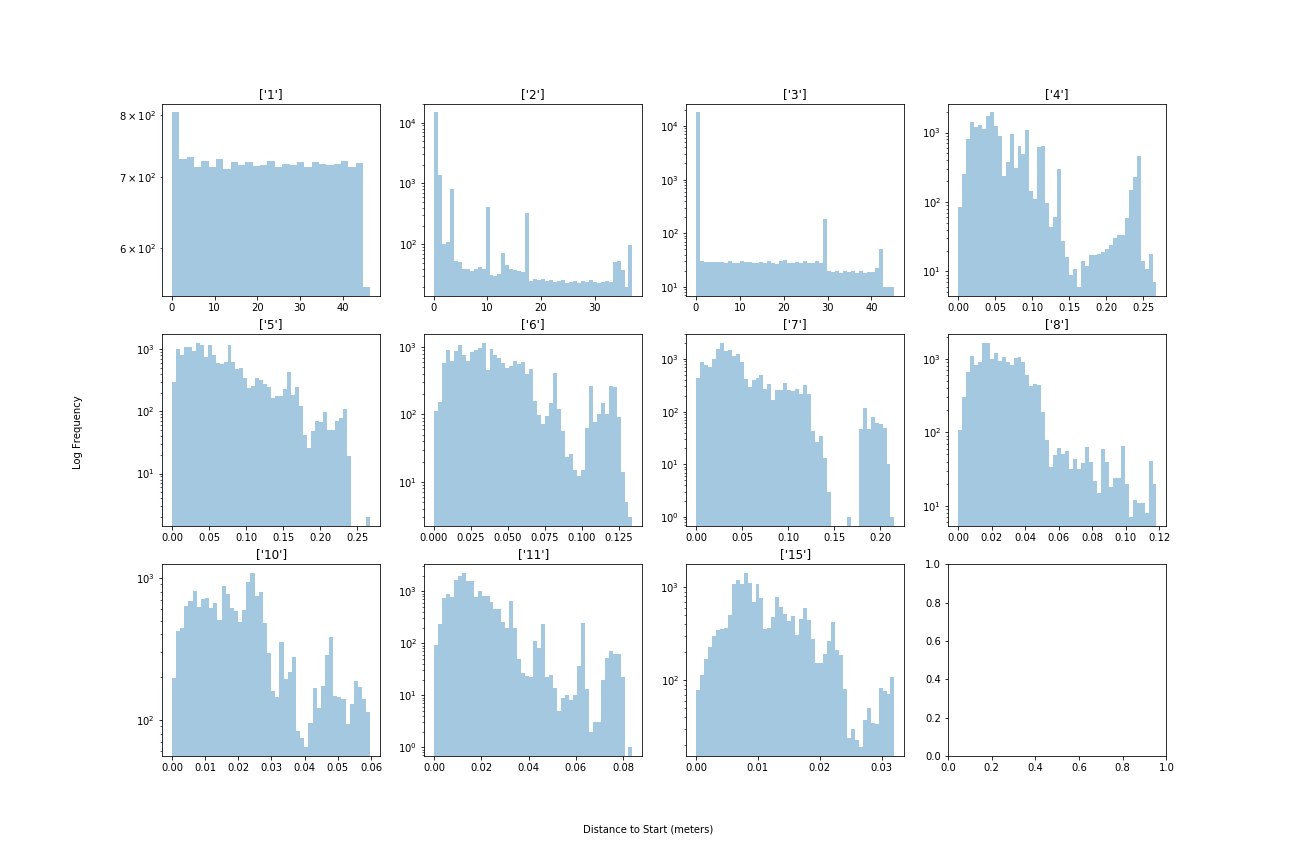 ['1'] ['2'] ['3'] ['4']
8 × 10² 7 × 10² 6 × 10²
0 10 20 30 40
10⁴ 10³ 10²
0 10 20 30
10⁴ 10³ 10² 10¹
0 10 20 30 40
10³ 10² 10¹
0.00 0.05 0.10 0.15 0.20 0.25
['5'] ['6'] ['7'] ['8']
10³ 10² 10¹
0.00 0.05 0.10 0.15 0.20 0.25
10³ 10² 10¹
0.000 0.025 0.050 0.075 0.100 0.125
10³ 10² 10¹ 10⁰
0.00 0.05 0.10 0.15 0.20
10³ 10² 10¹
0.00 0.02 0.04 0.06 0.08 0.10 0.12
Log Frequency
['10'] ['11'] ['15']
10³ 10²
0.00 0.01 0.02 0.03 0.04 0.05 0.06
10³ 10² 10¹ 10⁰
0.00 0.02 0.04 0.06 0.08
10³ 10²
0.00 0.01 0.02 0.03
1.0 0.8 0.6 0.4 0.2 0.0
0.0 0.2 0.4 0.6 0.8 1.0
Distance to Start (meters)